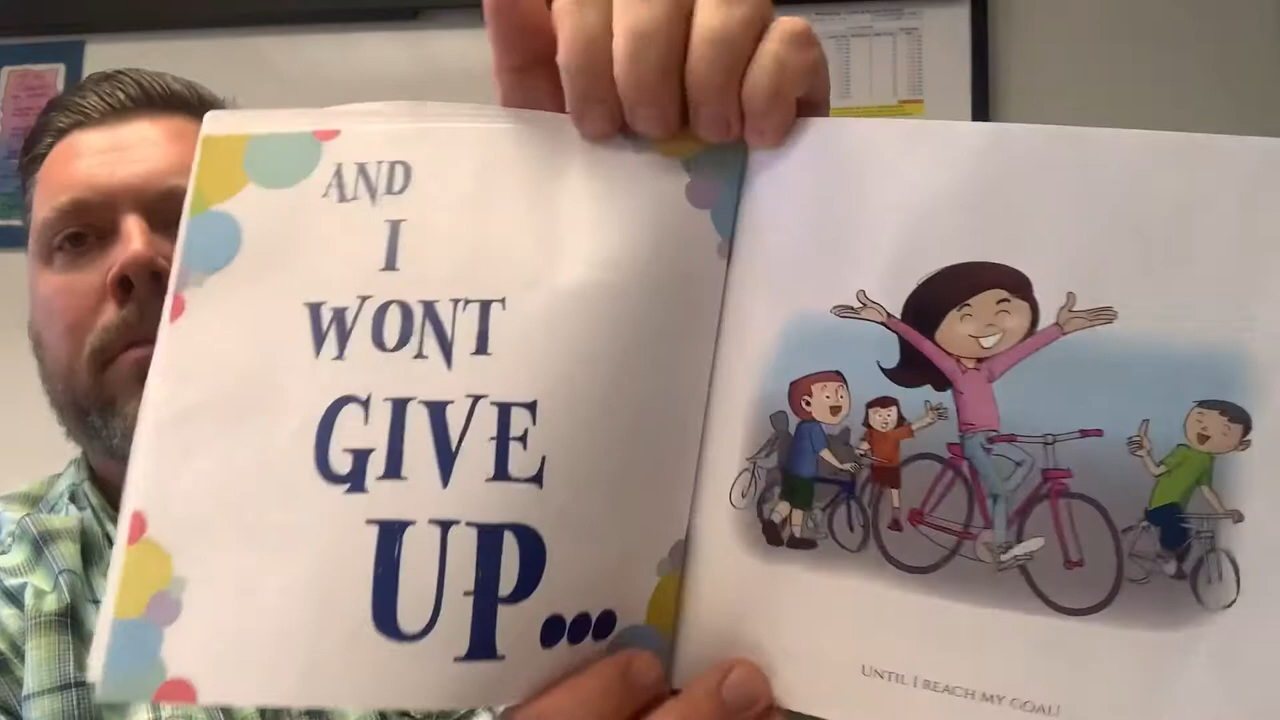 AND
I
WONT
GIVE
UP...
UNTIL I REACH MY GOAL!